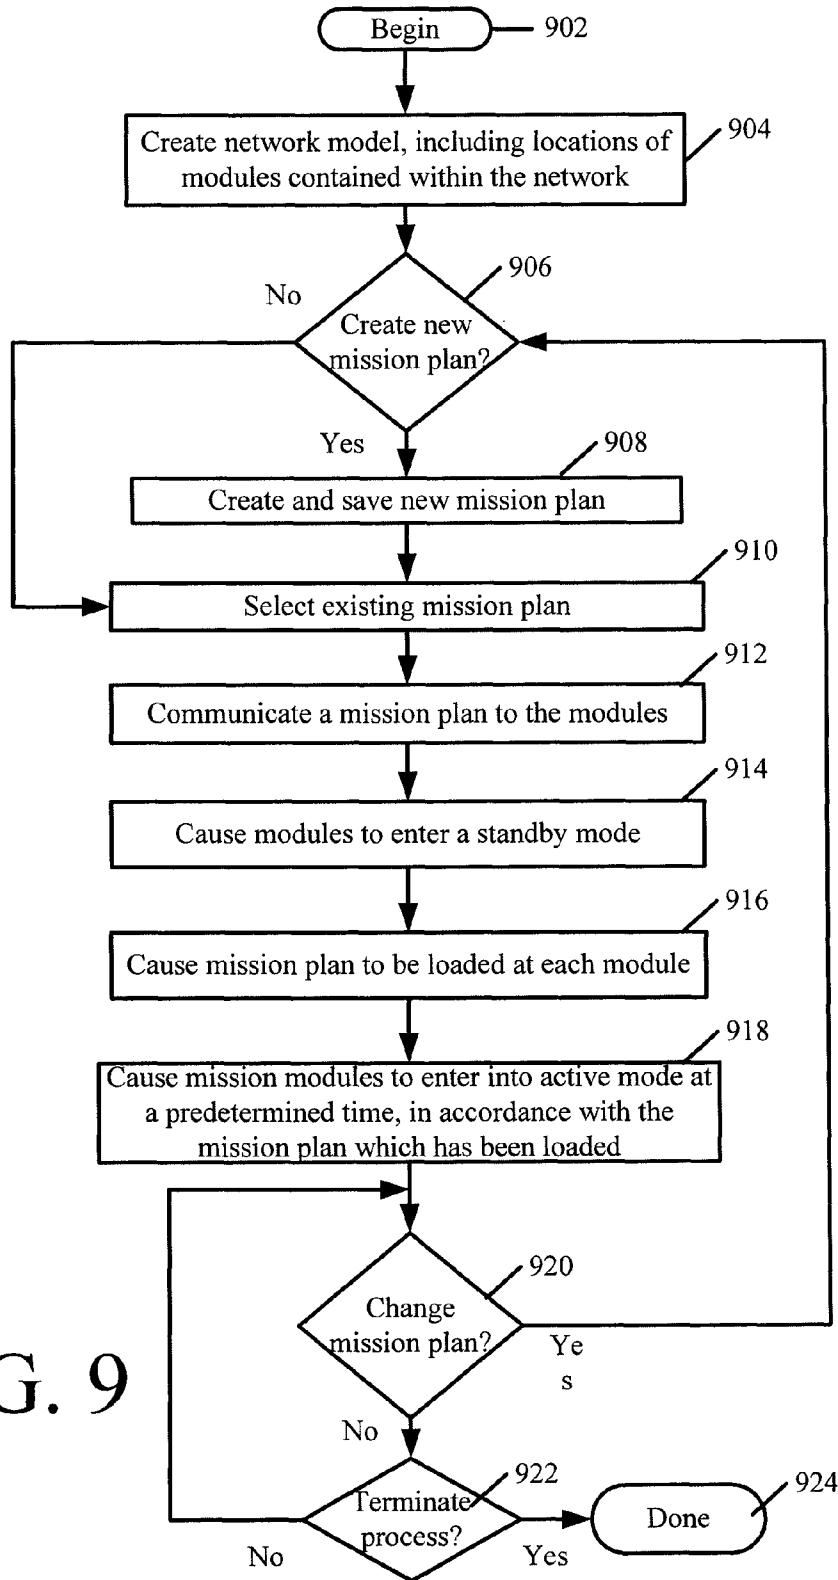 Begin
902
Create network model, including locations of
modules contained within the network
904
906
No
Create new
mission plan?
Yes
908
Create and save new mission plan
910
Select existing mission plan
912
Communicate a mission plan to the modules
914
Cause modules to enter a standby mode
916
Cause mission plan to be loaded at each module
918
Cause mission modules to enter into active mode at
a predetermined time, in accordance with the
mission plan which has been loaded
920
Change
mission plan?
Ye
s
G. 9
No
922
Terminate
process?
924
Done
No
Yes